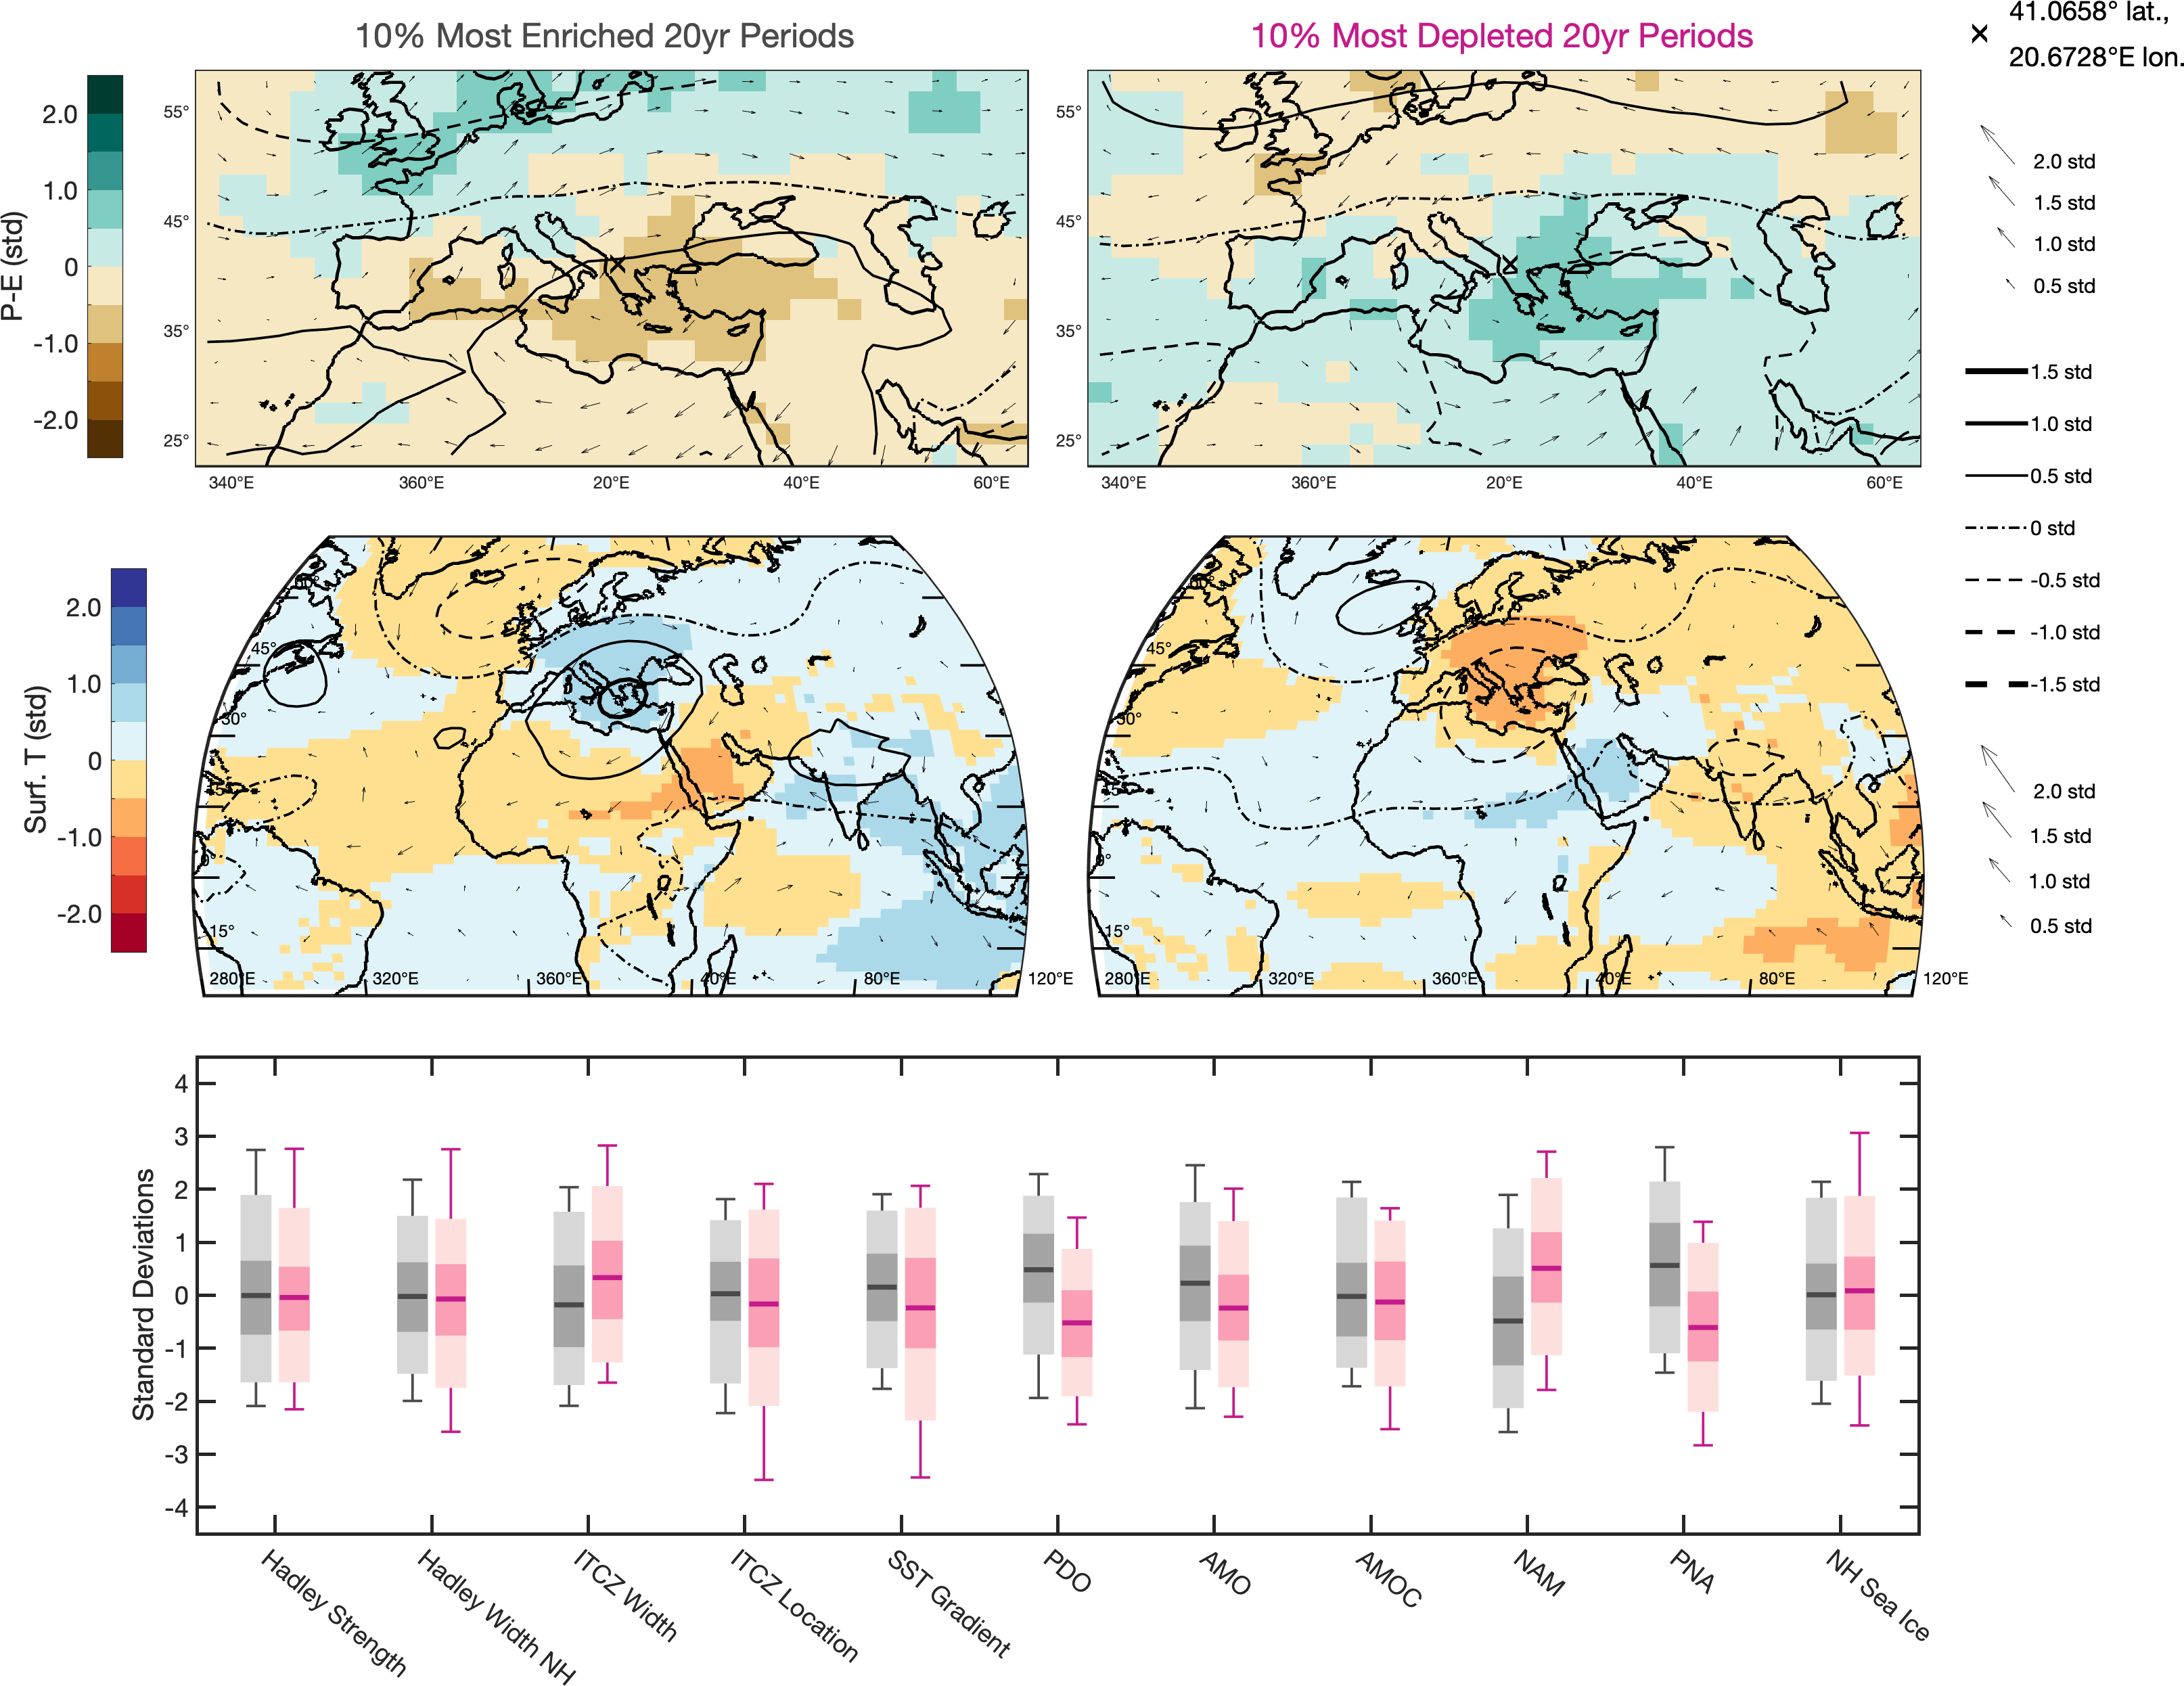 10% Most Enriched 20yr Periods
10% Most Depleted 20yr Periods
41.0658° lat.,
20.6728°E lon.
P-E (std)
2.0
1.0
0
-1.0
-2.0
55°
45°
35°
25°
340°E
360°E
20°E
40°E
60°E
55°
45°
35°
25°
340°E
360°E
20°E
40°E
60°E
2.0 std
1.5 std
1.0 std
0.5 std
1.5 std
1.0 std
0.5 std
0 std
-0.5 std
-1.0 std
-1.5 std
Surf. T (std)
2.0
1.0
0
-1.0
-2.0
60°
45°
30°
15°
0°
-15°
280°E
320°E
360°E
40°E
80°E
120°E
60°
45°
30°
15°
0°
-15°
280°E
320°E
360°E
40°E
80°E
120°E
2.0 std
1.5 std
1.0 std
0.5 std
Standard Deviations
4
3
2
1
0
-1
-2
-3
-4
Hadley Strength
Hadley Width NH
ITCZ Width
ITCZ Location
SST Gradient
PDO
AMO
AMOC
NAM
PNA
NH Sea Ice